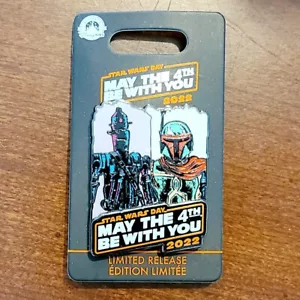 STAR WARS DAY
MAY THE 4TH
BE WITH YOU
2022
STAR WARS DAY
MAY THE 4TH
BE WITH YOU
2022
LIMITED RELEASE
ÉDITION LIMITÉE